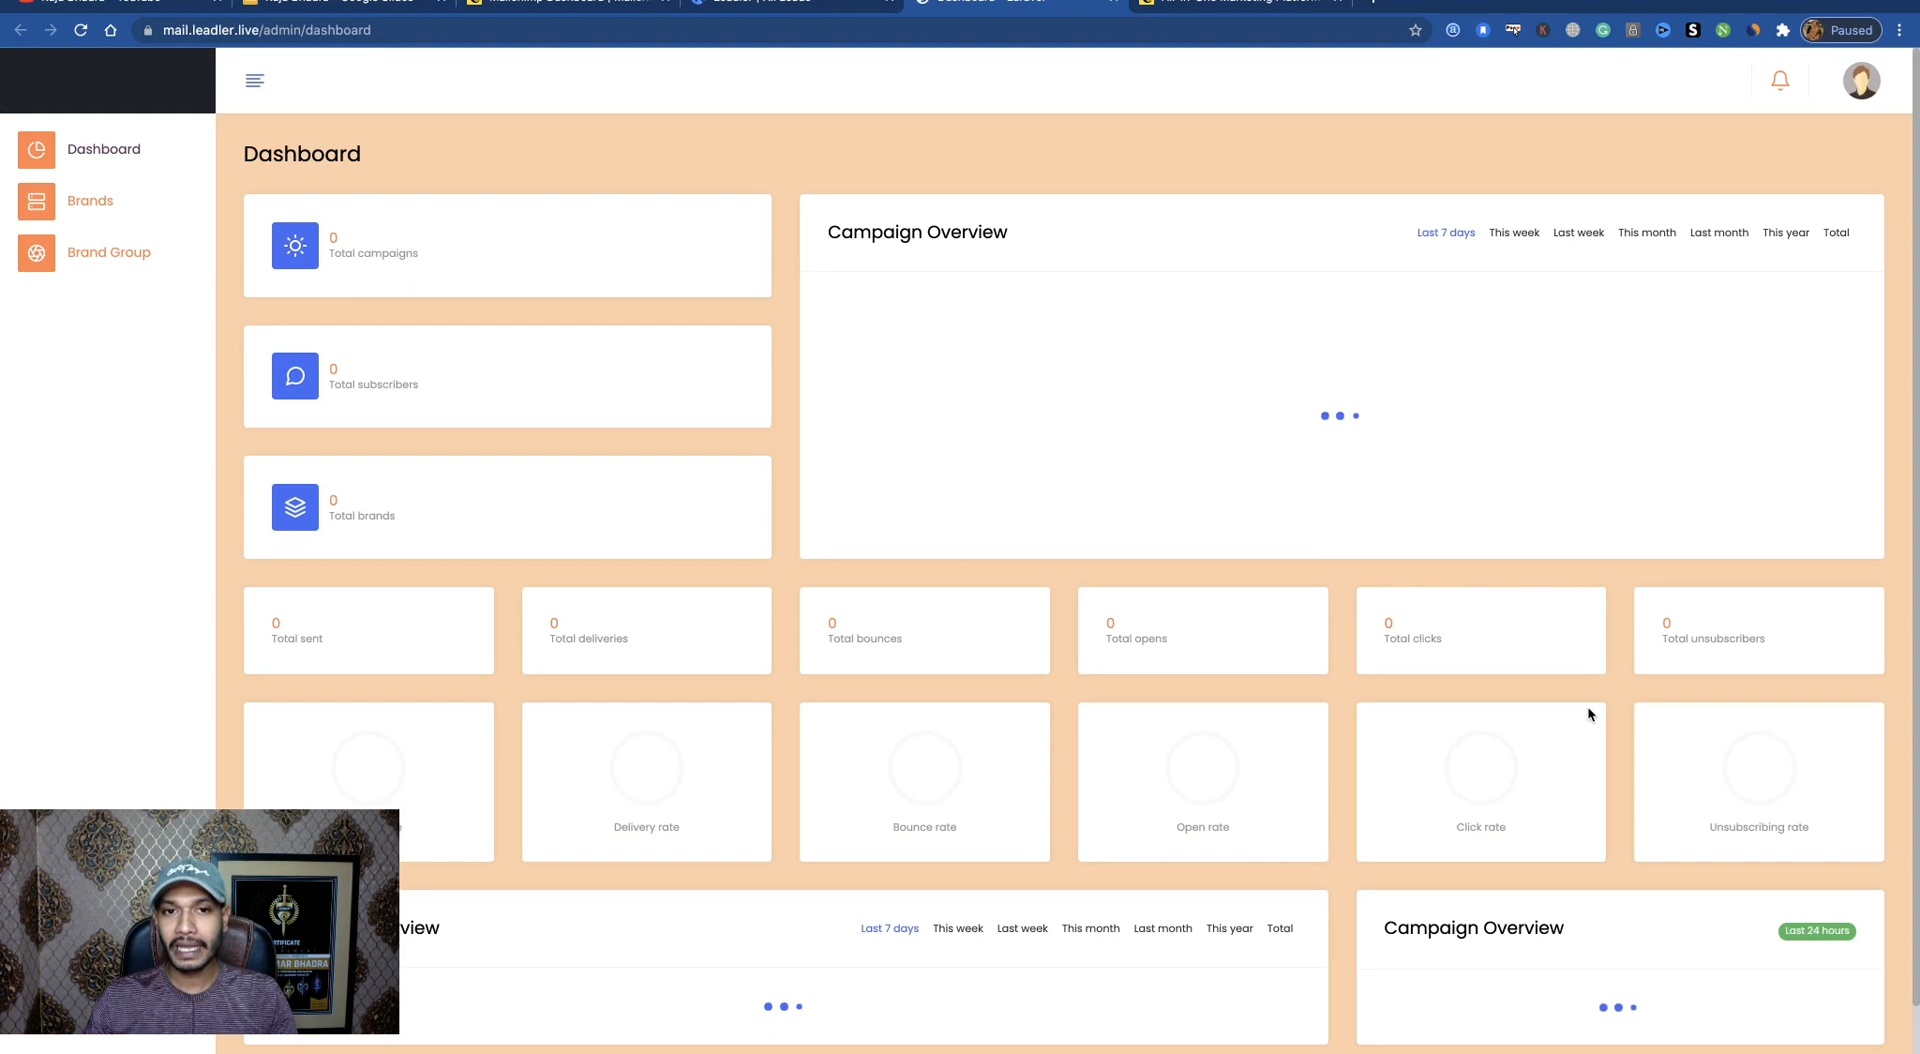 mail.leadler.live/admin/dashboard
Paused
Dashboard
Brands
Brand Group
Dashboard
0
Total campaigns
0
Total subscribers
0
Total brands
Campaign Overview
Last 7 days This week Last week This month Last month This year Total
0 0 0 0 0 0
Total sent Total deliveries Total bounces Total opens Total clicks Total unsubscribers
Delivery rate Bounce rate Open rate Click rate Unsubscribing rate
view
Last 7 days This week Last week This month Last month This year Total
Campaign Overview
Last 24 hours
MAR BHADRA